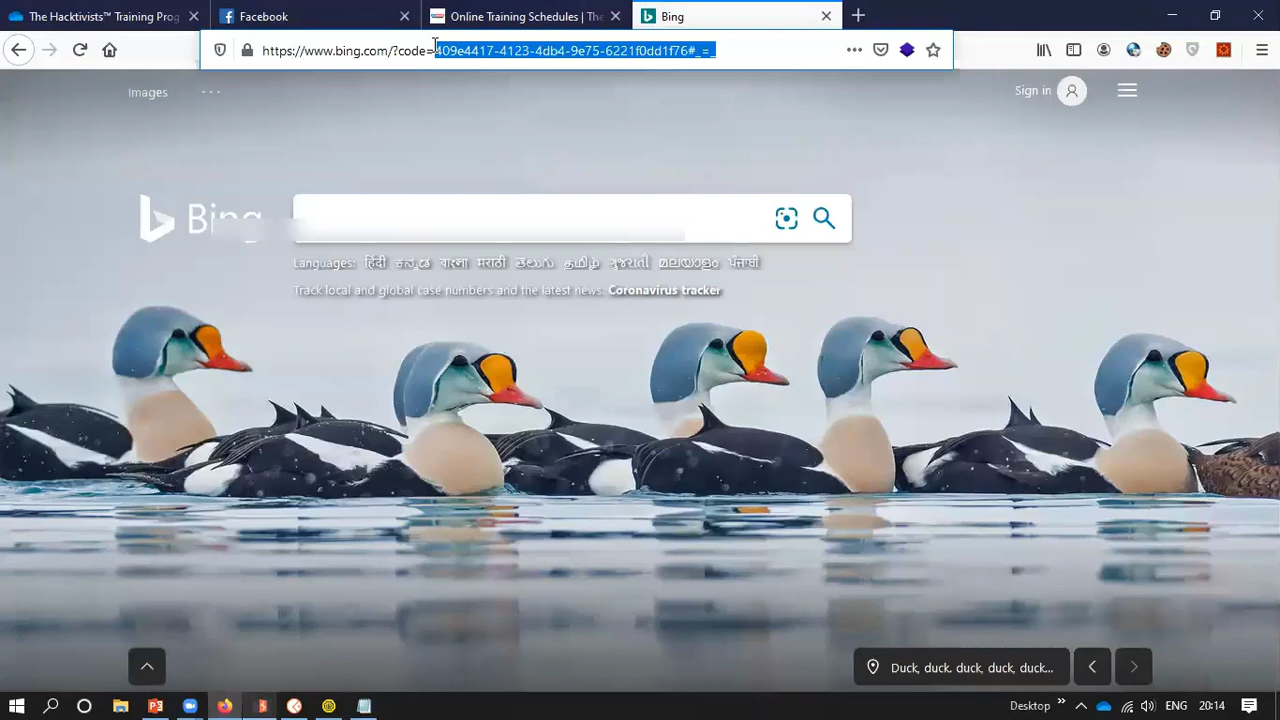 The Hacktivists™ Training Prog
Facebook
Online Training Schedules | The
Bing
https://www.bing.com/?code=409e4417-4123-4db4-9e75-6221f0dd1f76#_=_
Images
Sign in
Bing
Languages: हिंदी ಕನ್ನಡ বাংলা मराठी తెలుగు தமிழ் ગુજરાતી മലയാളം ਪੰਜਾਬੀ
Track local and global case numbers and the latest news. Coronavirus tracker
Duck, duck. duck, duck, duck...
Desktop
ENG
20:14